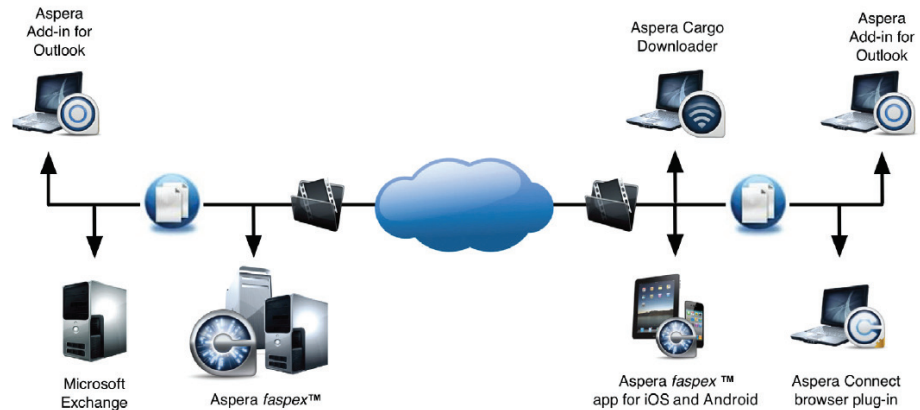 Aspera
Add-in for
Outlook
Aspera Cargo
Downloader
Aspera
Add-in for
Outlook
Microsoft
Exchange
Aspera faspex™
Aspera faspex ™
app for iOS and Android
Aspera Connect
browser plug-in